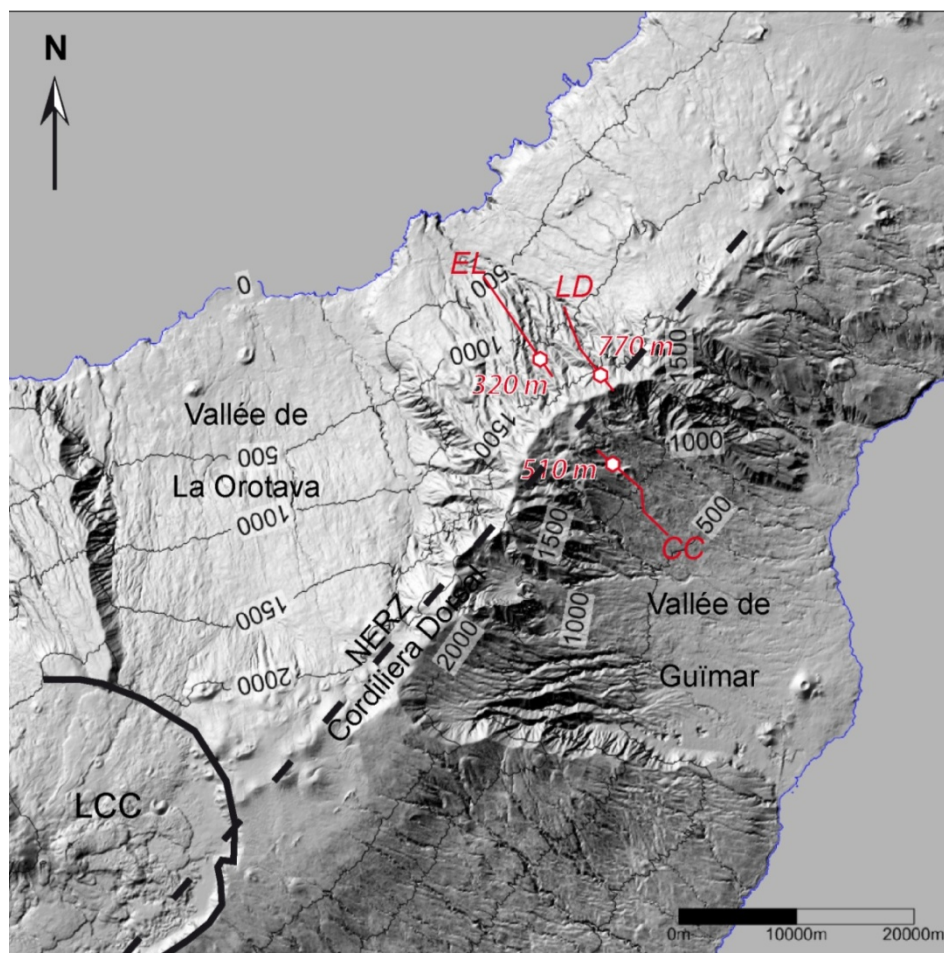 N
0
EL
500
LD
1000
770 m
320 m
1500
1500
1000
510 m
Vallée de
500
La Orotava
1000
1500
500
CC
1500
1000
2000
2000
NERZ
Cordiliera Dorsal
Vallée de
Guïmar
LCC
0m
10000m
20000m